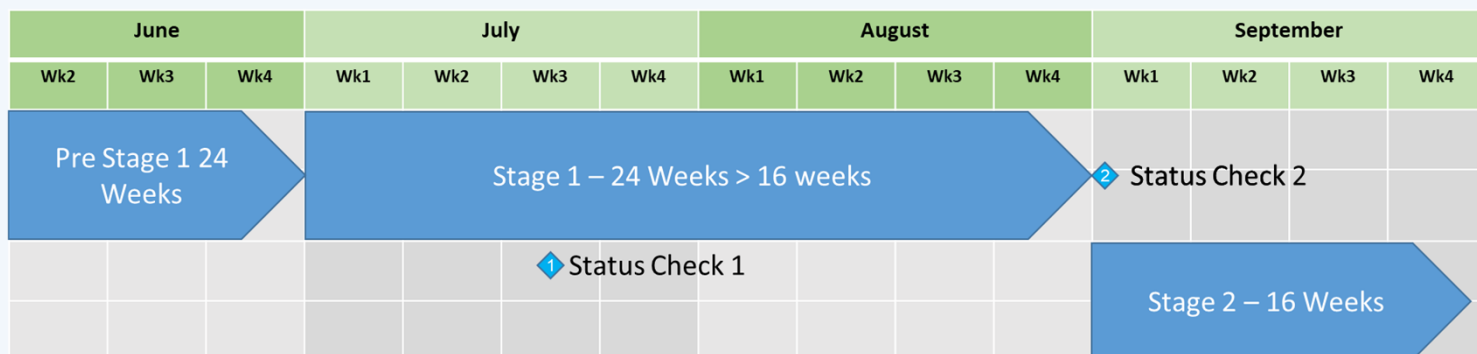 June July August September
Wk2 Wk3 Wk4 Wk1 Wk2 Wk3 Wk4 Wk1 Wk2 Wk3 Wk4 Wk1 Wk2 Wk3 Wk4
Pre Stage 1 24
Weeks
Stage 1 – 24 Weeks > 16 weeks
2 Status Check 2
1 Status Check 1
Stage 2 – 16 Weeks